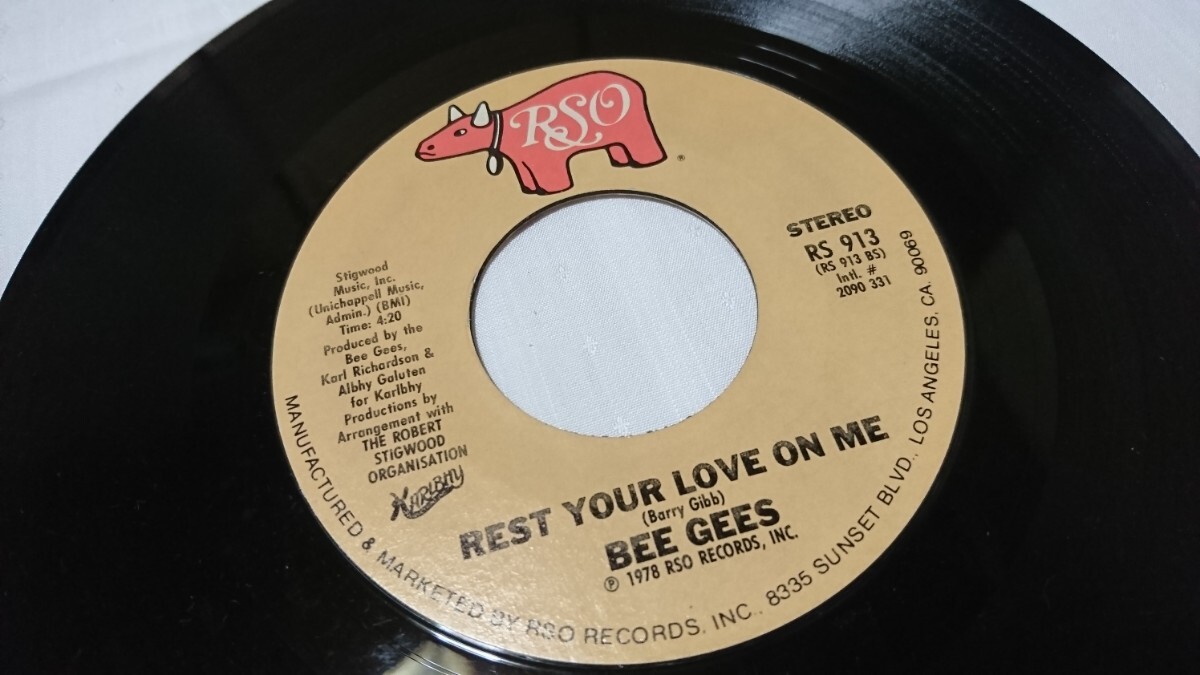 RSO
®
STEREO
RS 913
(RS 913 BS)
Intl. #
2090 331
Stigwood
Music, Inc.
(Unichappell Music,
Admin.) (BMI)
Time: 4:20
Produced by the
Bee Gees,
Karl Richardson &
Albhy Galuten
for Karlbhy
Productions by
Arrangement with
THE ROBERT
STIGWOOD
ORGANISATION
KARLBHY
REST YOUR LOVE ON ME
(Barry Gibb)
BEE GEES
℗ 1978 RSO RECORDS, INC.
MANUFACTURED & MARKETED BY RSO RECORDS, INC., 8335 SUNSET BLVD., LOS ANGELES, CA. 90069